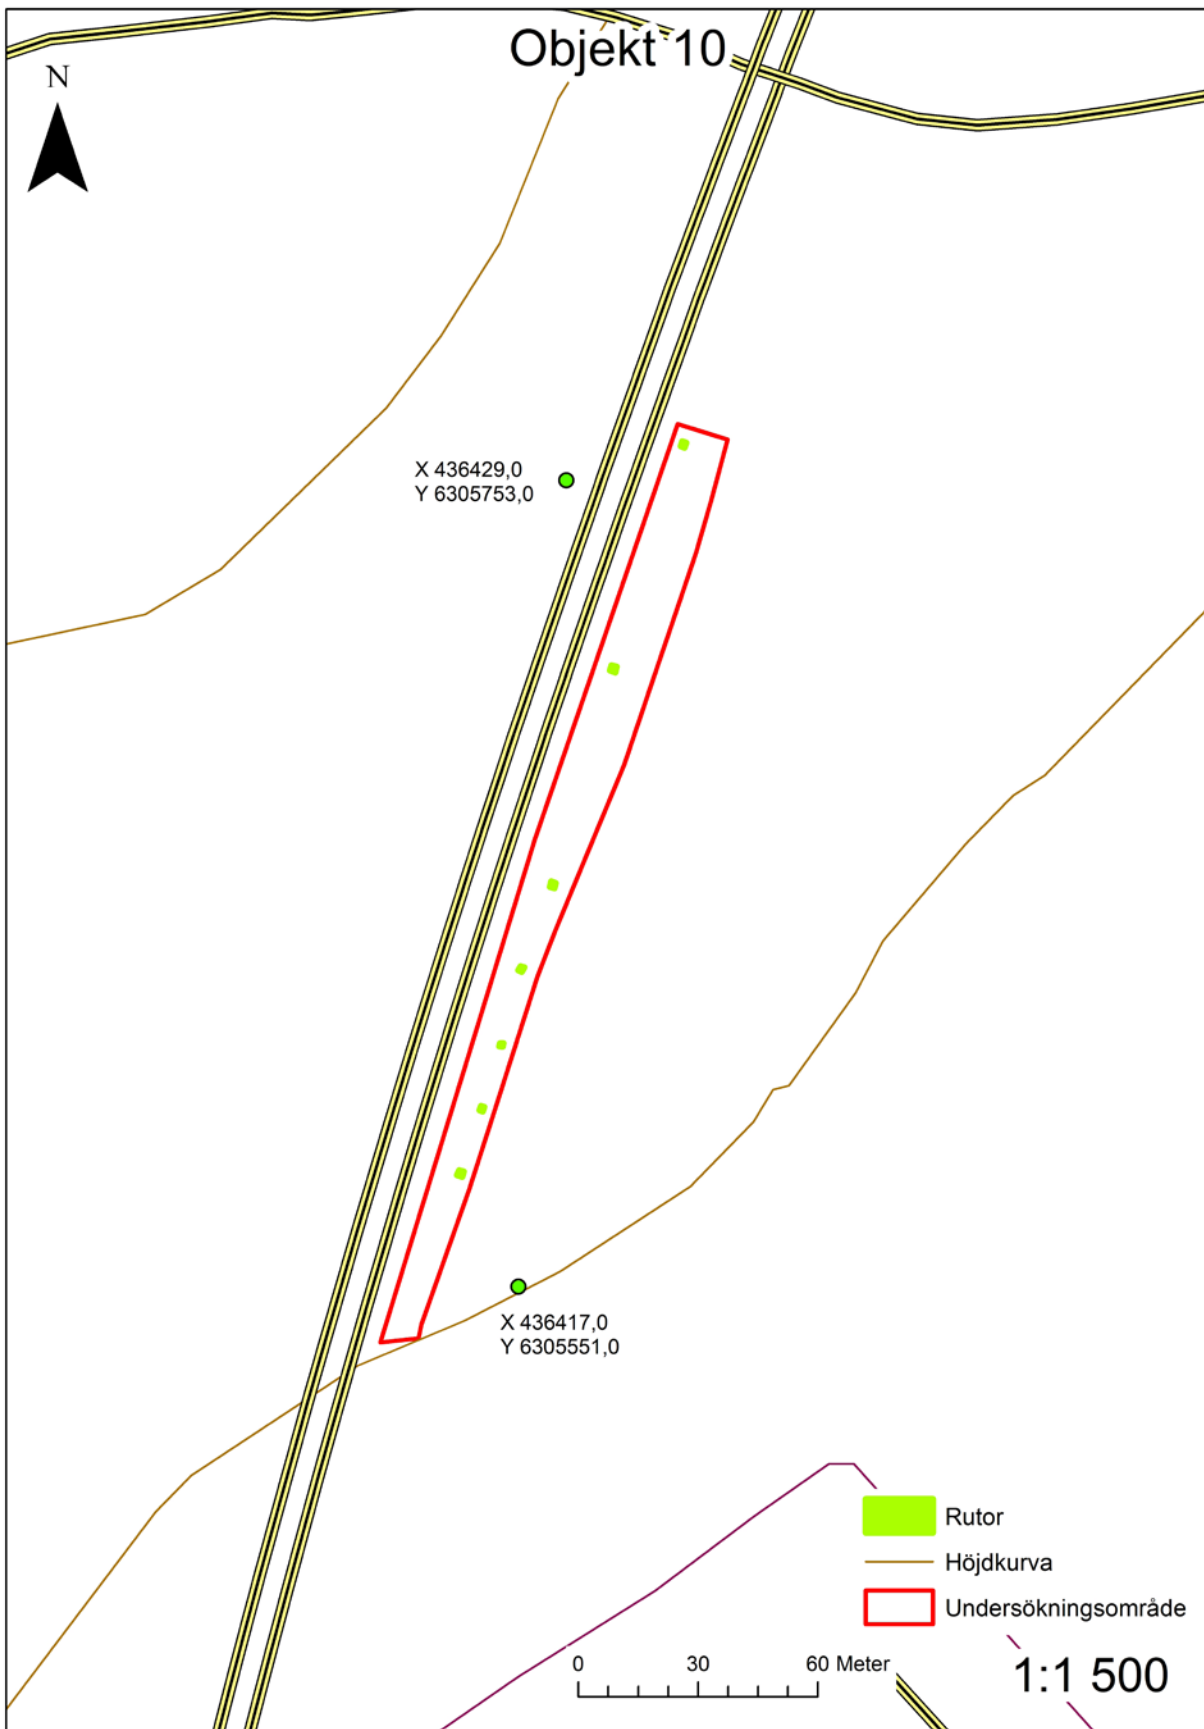 Objekt 10
N
X 436429,0
Y 6305753,0
X 436417,0
Y 6305551,0
Rutor
Höjdkurva
Undersökningsområde
0 30 60 Meter
1:1 500